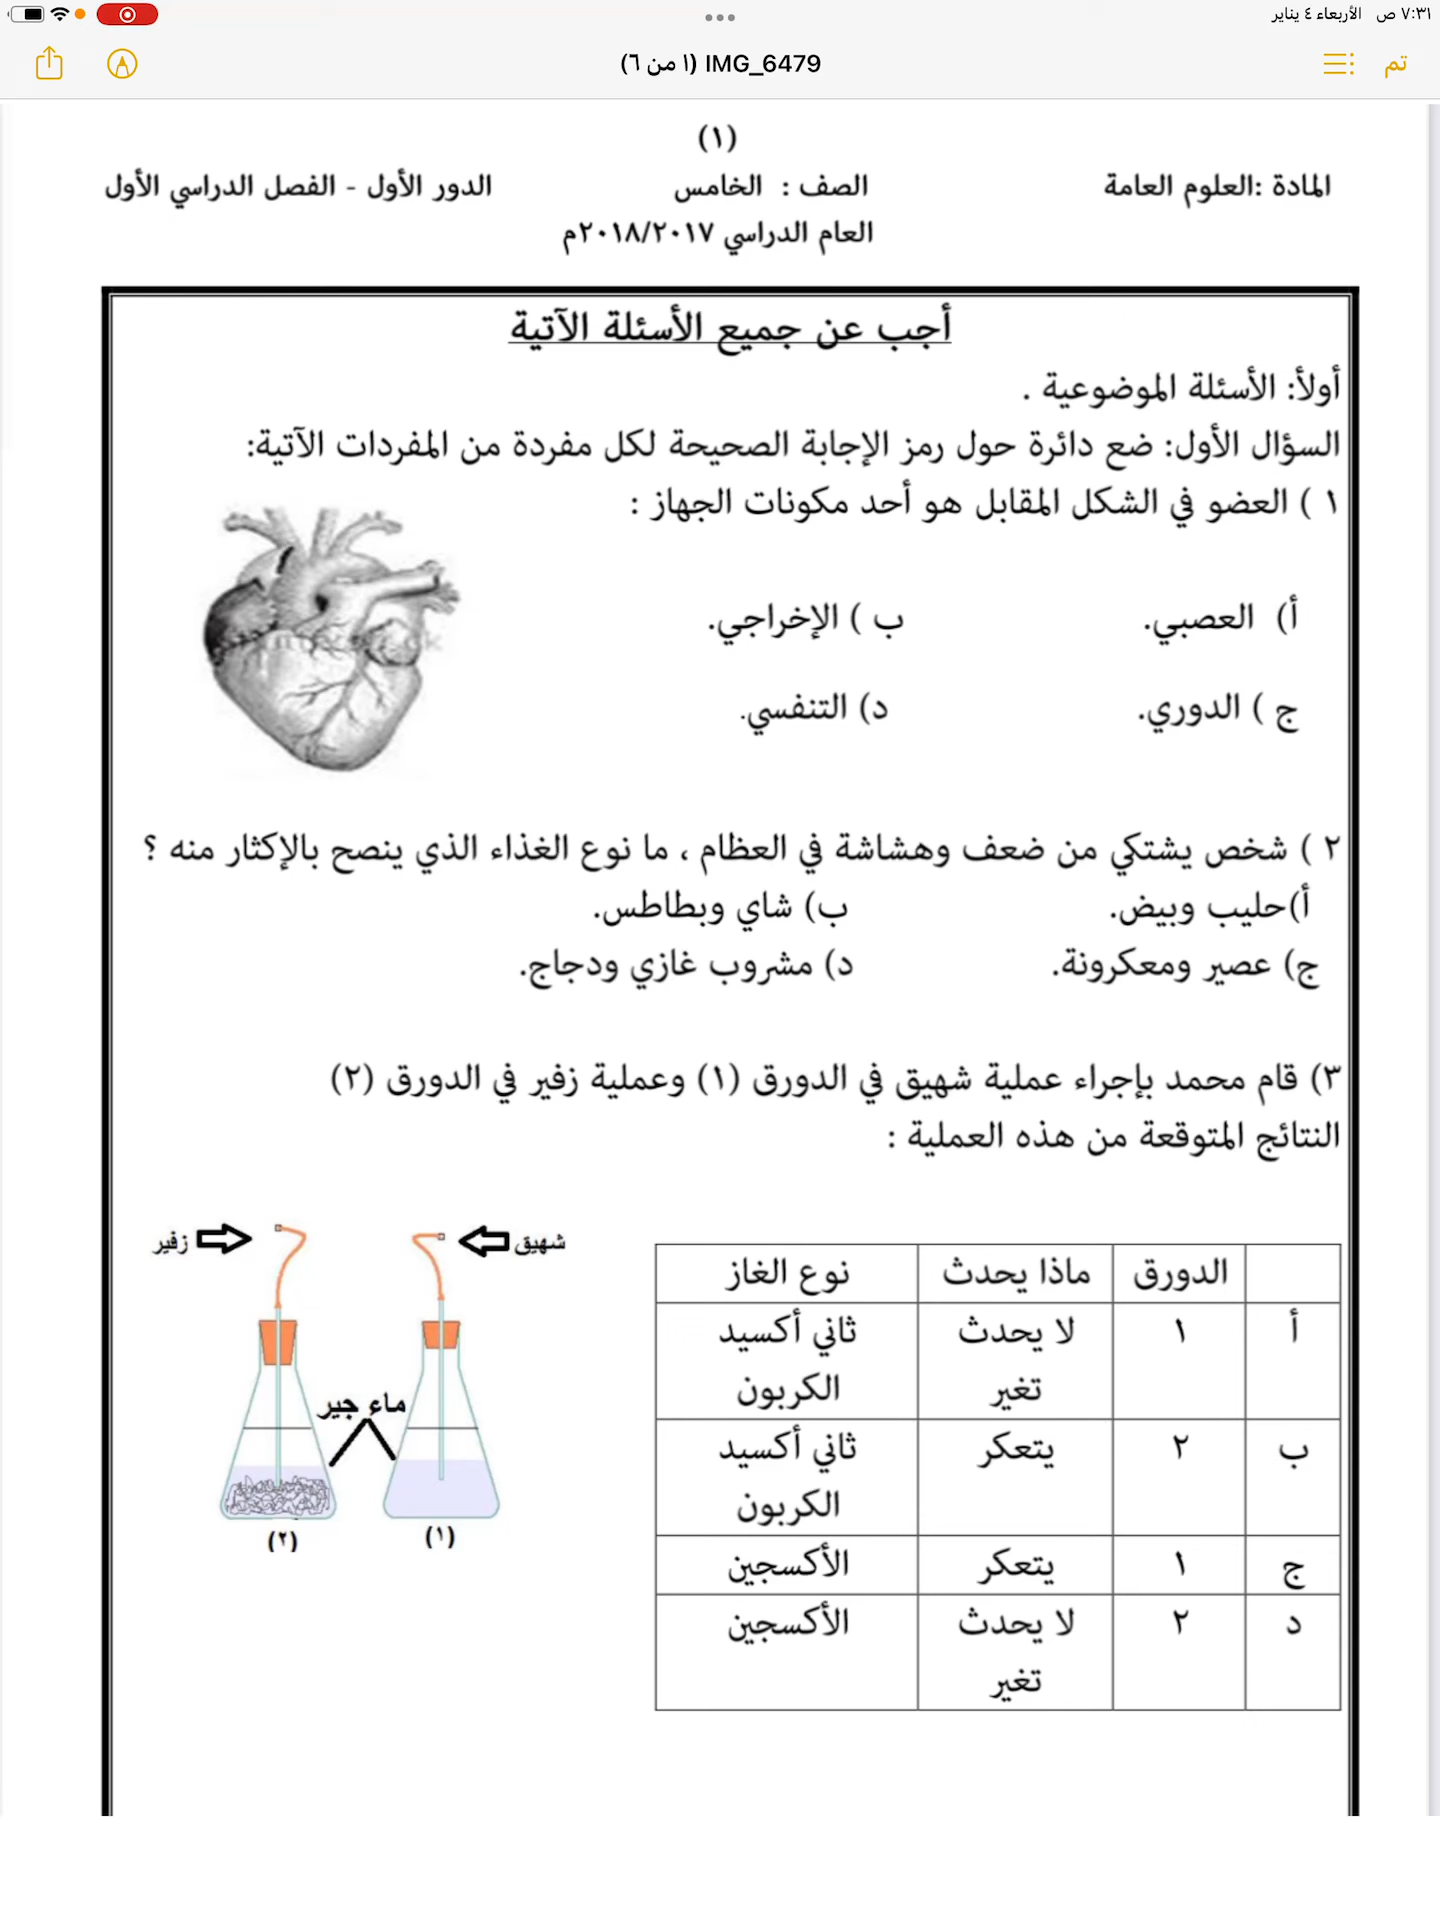 ٧:٣١ ص الأربعاء ٤ يناير
تم
IMG_6479 (١ من ٦)
(١)
المادة :العلوم العامة الصف : الخامس الدور الأول - الفصل الدراسي الأول
العام الدراسي ٢٠١٨/٢٠١٧م
أجب عن جميع الأسئلة الآتية
أولاً: الأسئلة الموضوعية .
السؤال الأول: ضع دائرة حول رمز الإجابة الصحيحة لكل مفردة من المفردات الآتية:
١ ) العضو في الشكل المقابل هو أحد مكونات الجهاز :
أ) العصبي. ب ) الإخراجي.
ج ) الدوري. د) التنفسي.
٢ ) شخص يشتكي من ضعف وهشاشة في العظام ، ما نوع الغذاء الذي ينصح بالإكثار منه ؟
أ)حليب وبيض. ب) شاي وبطاطس.
ج) عصير ومعكرونة. د) مشروب غازي ودجاج.
٣) قام محمد بإجراء عملية شهيق في الدورق (١) وعملية زفير في الدورق (٢)
النتائج المتوقعة من هذه العملية :
الدورق ماذا يحدث نوع الغاز
أ ١ لا يحدث تغير ثاني أكسيد الكربون
ب ٢ يتعكر ثاني أكسيد الكربون
ج ١ يتعكر الأكسجين
د ٢ لا يحدث تغير الأكسجين
شهيق
زفير
ماء جير
(١)
(٢)